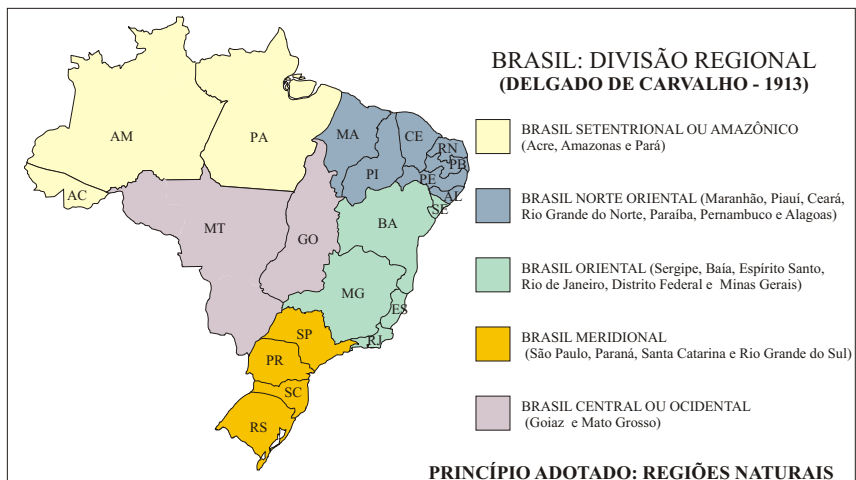 BRASIL: DIVISÃO REGIONAL
(DELGADO DE CARVALHO - 1913)
BRASIL SETENTRIONAL OU AMAZÔNICO
(Acre, Amazonas e Pará)
BRASIL NORTE ORIENTAL (Maranhão, Piauí, Ceará,
Rio Grande do Norte, Paraíba, Pernambuco e Alagoas)
BRASIL ORIENTAL (Sergipe, Baía, Espírito Santo,
Rio de Janeiro, Distrito Federal e Minas Gerais)
BRASIL MERIDIONAL
(São Paulo, Paraná, Santa Catarina e Rio Grande do Sul)
BRASIL CENTRAL OU OCIDENTAL
(Goiaz e Mato Grosso)
PRINCÍPIO ADOTADO: REGIÕES NATURAIS
AM
PA
AC
MA
CE
RN
PB
PI
PE
AL
SE
BA
MT
GO
MG
ES
RJ
SP
PR
SC
RS